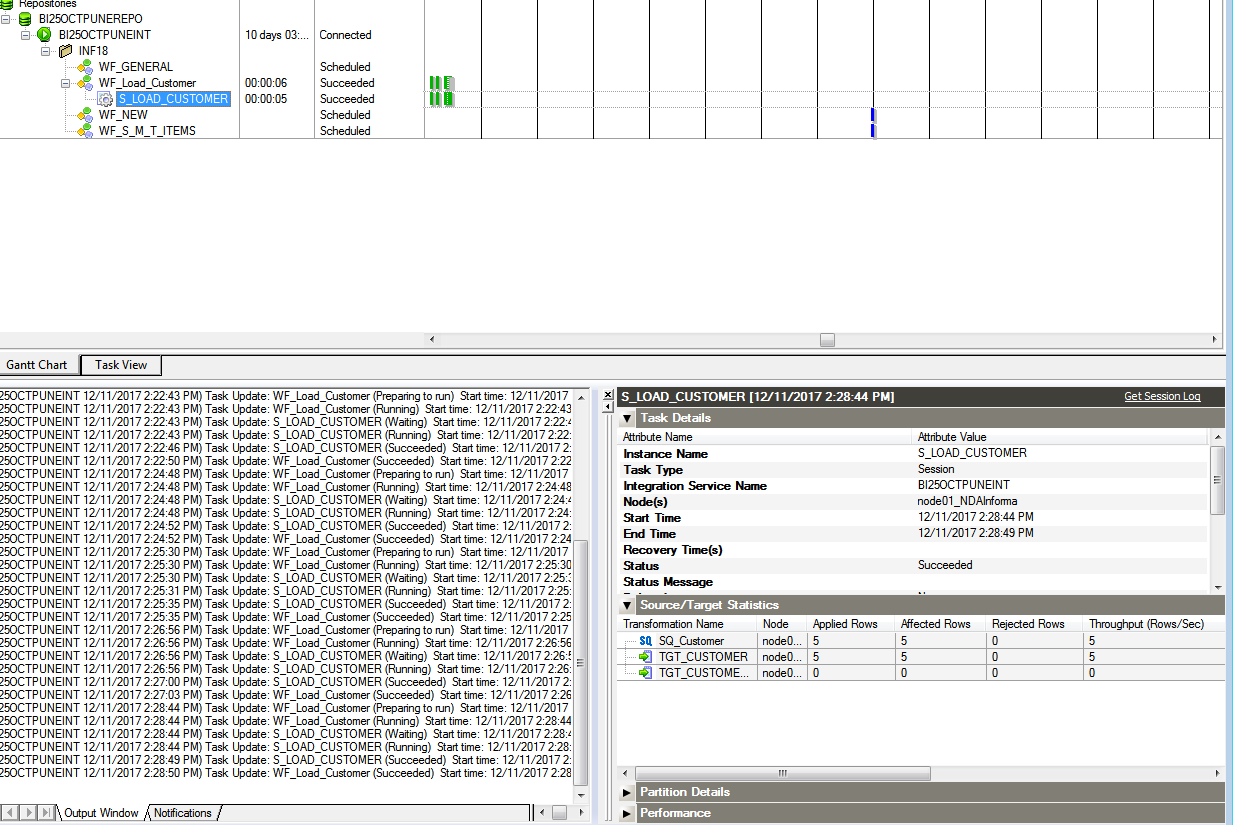 Repositories
BI25OCTPUNEREPO
BI25OCTPUNEINT 10 days 03:... Connected
INF18
WF_GENERAL Scheduled
WF_Load_Customer 00:00:06 Succeeded
S_LOAD_CUSTOMER 00:00:05 Succeeded
WF_NEW Scheduled
WF_S_M_T_ITEMS Scheduled
Gantt Chart Task View
25OCTPUNEINT 12/11/2017 2:22:43 PM) Task Update: WF_Load_Customer (Preparing to run) Start time: 12/11/2017
25OCTPUNEINT 12/11/2017 2:22:43 PM) Task Update: WF_Load_Customer (Running) Start time: 12/11/2017 2:22:43
25OCTPUNEINT 12/11/2017 2:22:43 PM) Task Update: S_LOAD_CUSTOMER (Waiting) Start time: 12/11/2017 2:22:4
25OCTPUNEINT 12/11/2017 2:22:43 PM) Task Update: S_LOAD_CUSTOMER (Running) Start time: 12/11/2017 2:22:
25OCTPUNEINT 12/11/2017 2:22:46 PM) Task Update: S_LOAD_CUSTOMER (Succeeded) Start time: 12/11/2017 2:
25OCTPUNEINT 12/11/2017 2:22:50 PM) Task Update: WF_Load_Customer (Succeeded) Start time: 12/11/2017 2:22
25OCTPUNEINT 12/11/2017 2:24:48 PM) Task Update: WF_Load_Customer (Preparing to run) Start time: 12/11/2017
25OCTPUNEINT 12/11/2017 2:24:48 PM) Task Update: WF_Load_Customer (Running) Start time: 12/11/2017 2:24:48
25OCTPUNEINT 12/11/2017 2:24:48 PM) Task Update: S_LOAD_CUSTOMER (Waiting) Start time: 12/11/2017 2:24:4
25OCTPUNEINT 12/11/2017 2:24:48 PM) Task Update: S_LOAD_CUSTOMER (Running) Start time: 12/11/2017 2:24:
25OCTPUNEINT 12/11/2017 2:24:52 PM) Task Update: S_LOAD_CUSTOMER (Succeeded) Start time: 12/11/2017 2:
25OCTPUNEINT 12/11/2017 2:24:52 PM) Task Update: WF_Load_Customer (Succeeded) Start time: 12/11/2017 2:24
25OCTPUNEINT 12/11/2017 2:25:30 PM) Task Update: WF_Load_Customer (Preparing to run) Start time: 12/11/2017
25OCTPUNEINT 12/11/2017 2:25:30 PM) Task Update: WF_Load_Customer (Running) Start time: 12/11/2017 2:25:30
25OCTPUNEINT 12/11/2017 2:25:30 PM) Task Update: S_LOAD_CUSTOMER (Waiting) Start time: 12/11/2017 2:25:3
25OCTPUNEINT 12/11/2017 2:25:31 PM) Task Update: S_LOAD_CUSTOMER (Running) Start time: 12/11/2017 2:25:
25OCTPUNEINT 12/11/2017 2:25:35 PM) Task Update: S_LOAD_CUSTOMER (Succeeded) Start time: 12/11/2017 2:
25OCTPUNEINT 12/11/2017 2:25:35 PM) Task Update: WF_Load_Customer (Succeeded) Start time: 12/11/2017 2:25
25OCTPUNEINT 12/11/2017 2:26:56 PM) Task Update: WF_Load_Customer (Preparing to run) Start time: 12/11/2017
25OCTPUNEINT 12/11/2017 2:26:56 PM) Task Update: WF_Load_Customer (Running) Start time: 12/11/2017 2:26:56
25OCTPUNEINT 12/11/2017 2:26:56 PM) Task Update: S_LOAD_CUSTOMER (Waiting) Start time: 12/11/2017 2:26:5
25OCTPUNEINT 12/11/2017 2:26:56 PM) Task Update: S_LOAD_CUSTOMER (Running) Start time: 12/11/2017 2:26:
25OCTPUNEINT 12/11/2017 2:27:00 PM) Task Update: S_LOAD_CUSTOMER (Succeeded) Start time: 12/11/2017 2:
25OCTPUNEINT 12/11/2017 2:27:03 PM) Task Update: WF_Load_Customer (Succeeded) Start time: 12/11/2017 2:26
25OCTPUNEINT 12/11/2017 2:28:44 PM) Task Update: WF_Load_Customer (Preparing to run) Start time: 12/11/2017
25OCTPUNEINT 12/11/2017 2:28:44 PM) Task Update: WF_Load_Customer (Running) Start time: 12/11/2017 2:28:44
25OCTPUNEINT 12/11/2017 2:28:44 PM) Task Update: S_LOAD_CUSTOMER (Waiting) Start time: 12/11/2017 2:28:4
25OCTPUNEINT 12/11/2017 2:28:44 PM) Task Update: S_LOAD_CUSTOMER (Running) Start time: 12/11/2017 2:28:
25OCTPUNEINT 12/11/2017 2:28:49 PM) Task Update: S_LOAD_CUSTOMER (Succeeded) Start time: 12/11/2017 2:
25OCTPUNEINT 12/11/2017 2:28:50 PM) Task Update: WF_Load_Customer (Succeeded) Start time: 12/11/2017 2:28
Output Window Notifications
S_LOAD_CUSTOMER [12/11/2017 2:28:44 PM] Get Session Log
Task Details
Attribute Name Attribute Value
Instance Name S_LOAD_CUSTOMER
Task Type Session
Integration Service Name BI25OCTPUNEINT
Node(s) node01_NDAInforma
Start Time 12/11/2017 2:28:44 PM
End Time 12/11/2017 2:28:49 PM
Recovery Time(s)
Status Succeeded
Status Message
Source/Target Statistics
Transformation Name Node Applied Rows Affected Rows Rejected Rows Throughput (Rows/Sec)
SQ SQ_Customer node0... 5 5 0 5
TGT_CUSTOMER node0... 5 5 0 5
TGT_CUSTOME... node0... 0 0 0 0
Partition Details
Performance